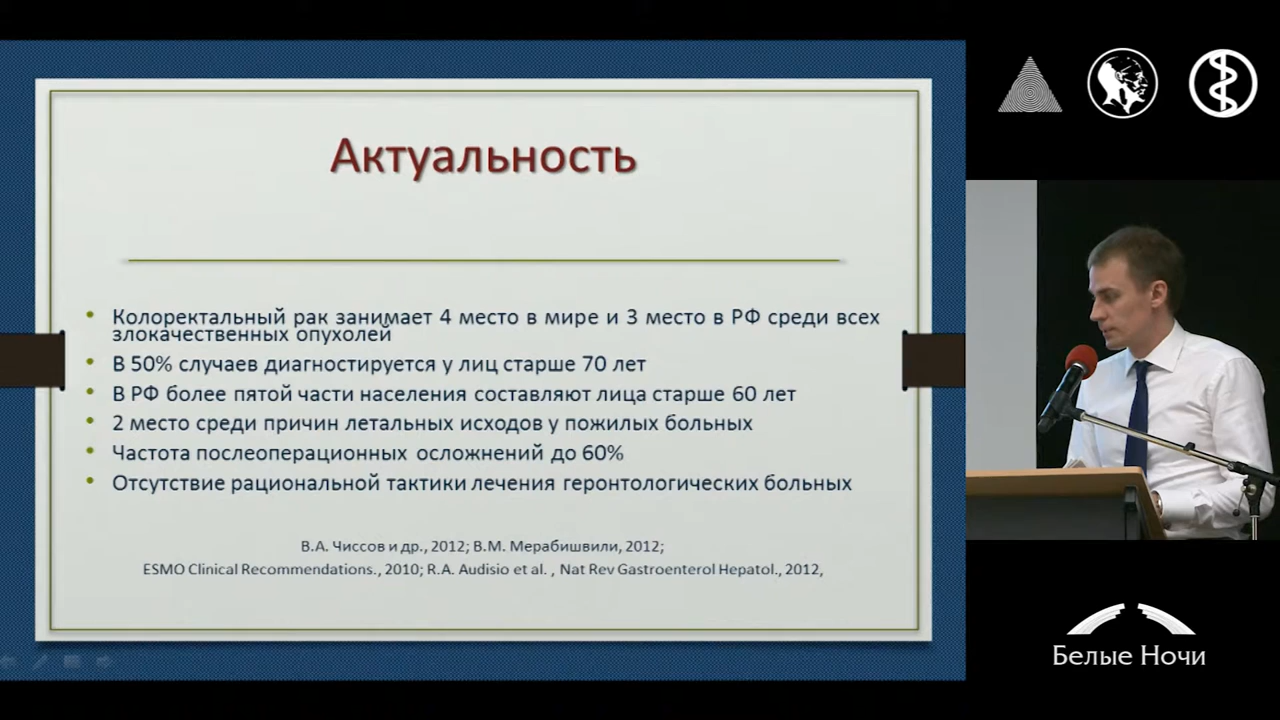 Актуальность
• Колоректальный рак занимает 4 место в мире и 3 место в РФ среди всех
злокачественных опухолей
• В 50% случаев диагностируется у лиц старше 70 лет
• В РФ более пятой части населения составляют лица старше 60 лет
• 2 место среди причин летальных исходов у пожилых больных
• Частота послеоперационных осложнений до 60%
• Отсутствие рациональной тактики лечения геронтологических больных
В.А. Чиссов и др., 2012; В.М. Мерабишвили, 2012;
ESMO Clinical Recommendations., 2010; R.A. Audisio et al. , Nat Rev Gastroenterol Hepatol., 2012,
Белые Ночи